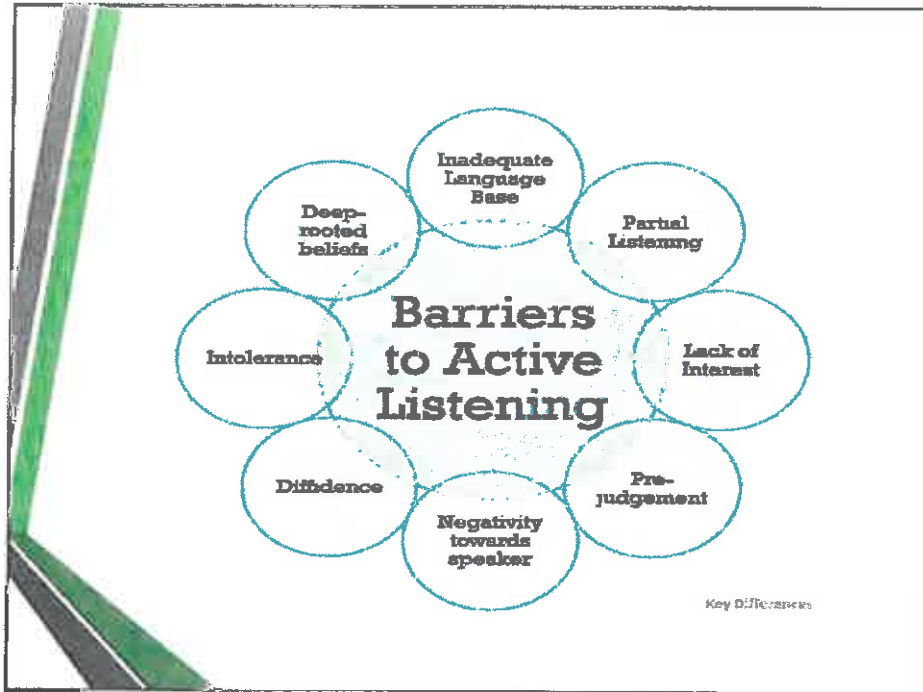 Barriers
to Active
Listening
Inadequate
Language
Base
Partial
Listening
Lack of
Interest
Pre-
judgement
Negativity
towards
speaker
Diffidence
Intolerance
Deep-
rooted
beliefs
Key Differences